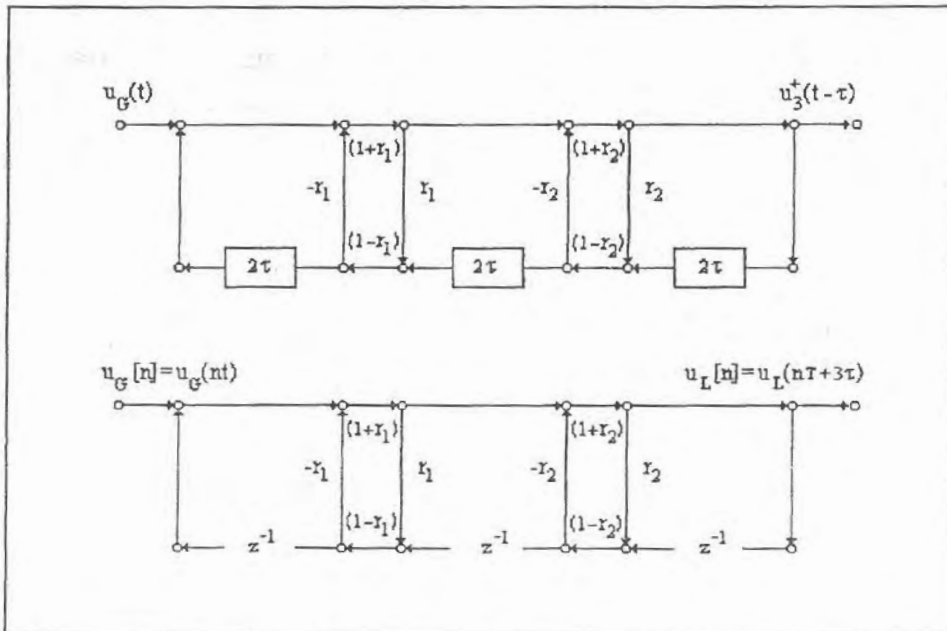 u_G(t) u_3^+(t-τ)
(1+r_1) (1+r_2)
-r_1 r_1 -r_2 r_2
(1-r_1) (1-r_2)
2τ 2τ 2τ
u_G[n]=u_G(nt) u_L[n]=u_L(nT+3τ)
(1+r_1) (1+r_2)
-r_1 r_1 -r_2 r_2
(1-r_1) (1-r_2)
z^-1 z^-1 z^-1